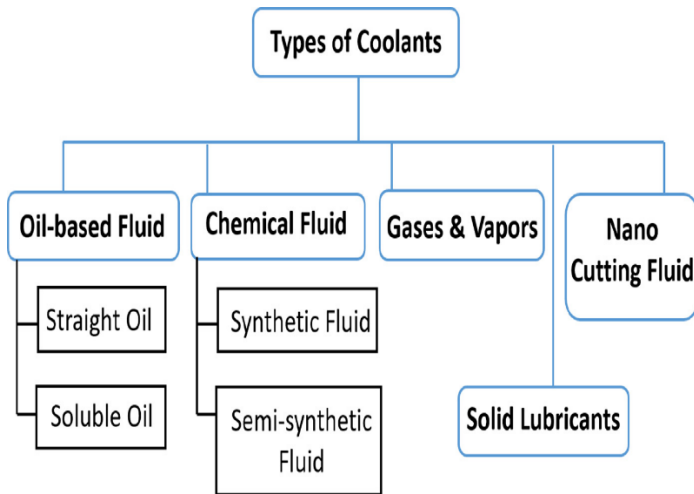 Types of Coolants
Oil-based Fluid
Chemical Fluid
Gases & Vapors
Nano
Cutting Fluid
Straight Oil
Synthetic Fluid
Soluble Oil
Semi-synthetic
Fluid
Solid Lubricants